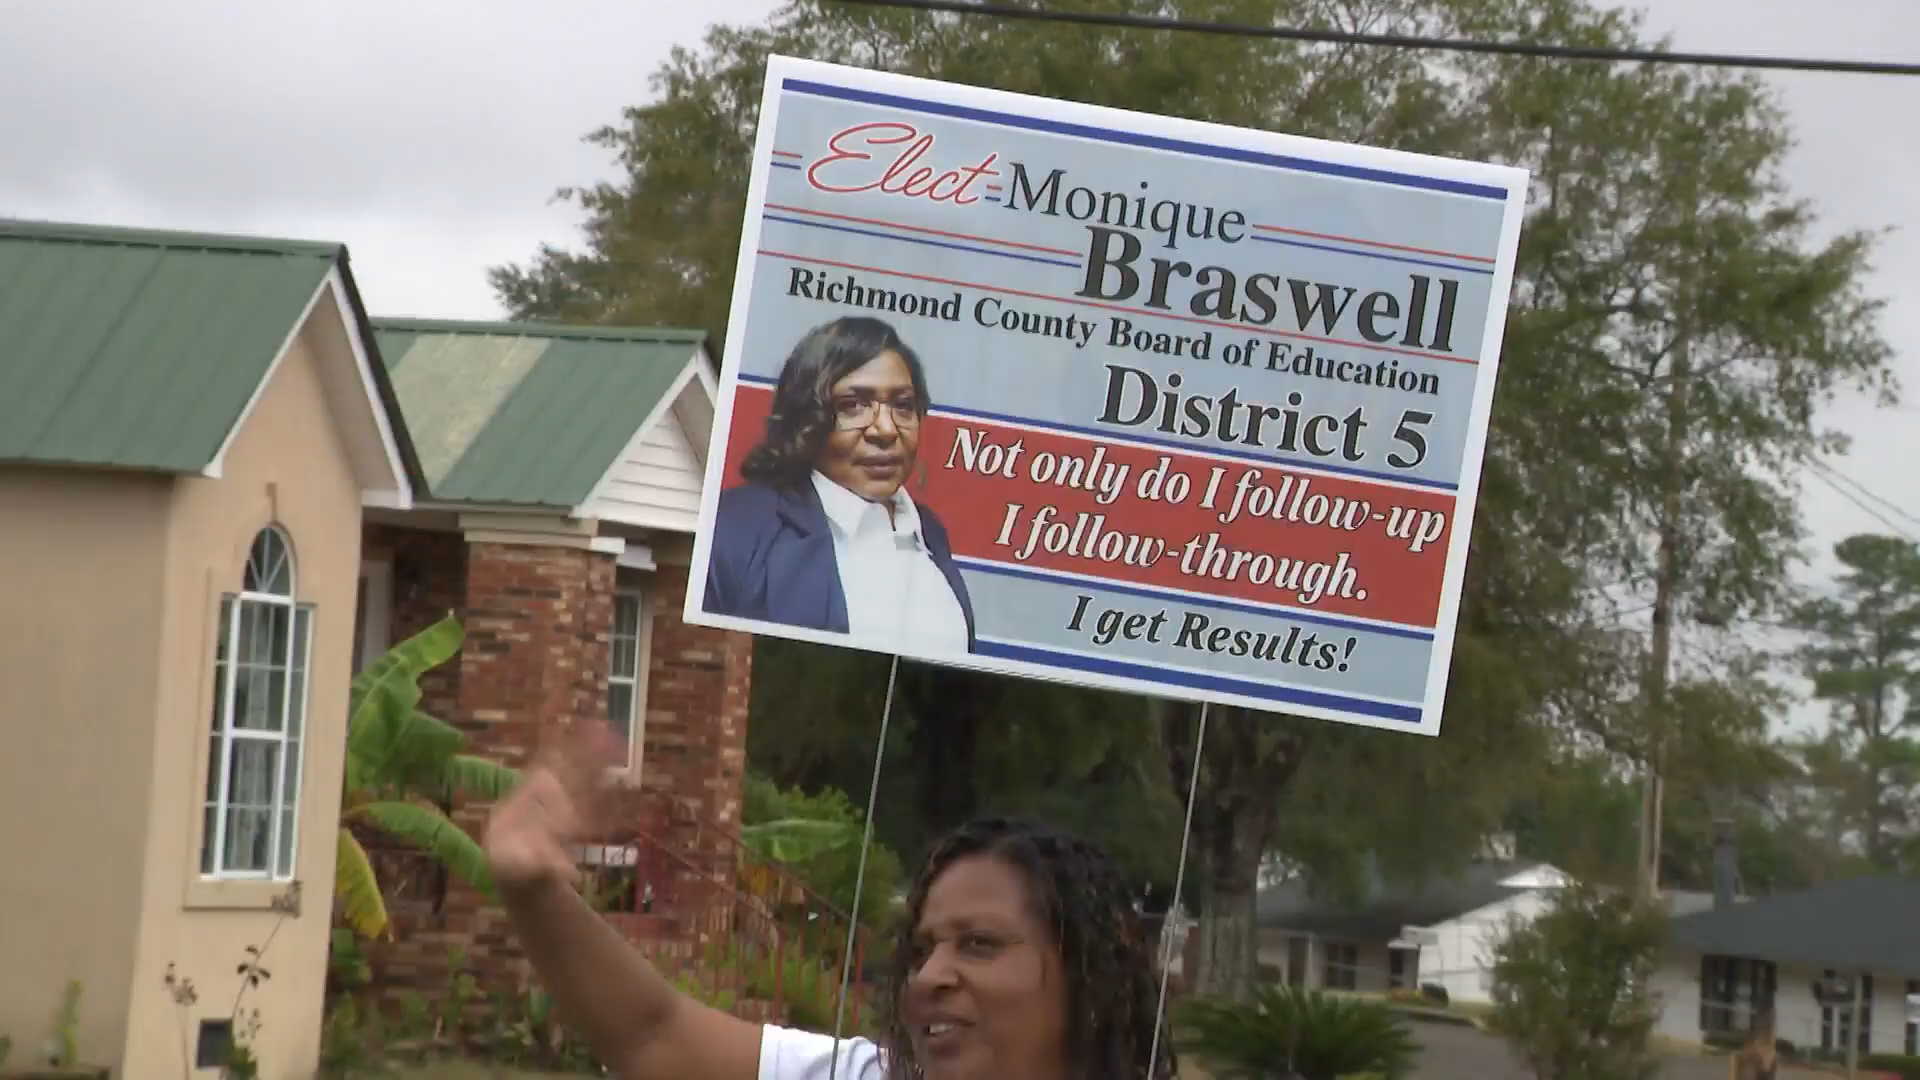 Elect Monique
Braswell
Richmond County Board of Education
District 5
Not only do I follow-up
I follow-through.
I get Results!